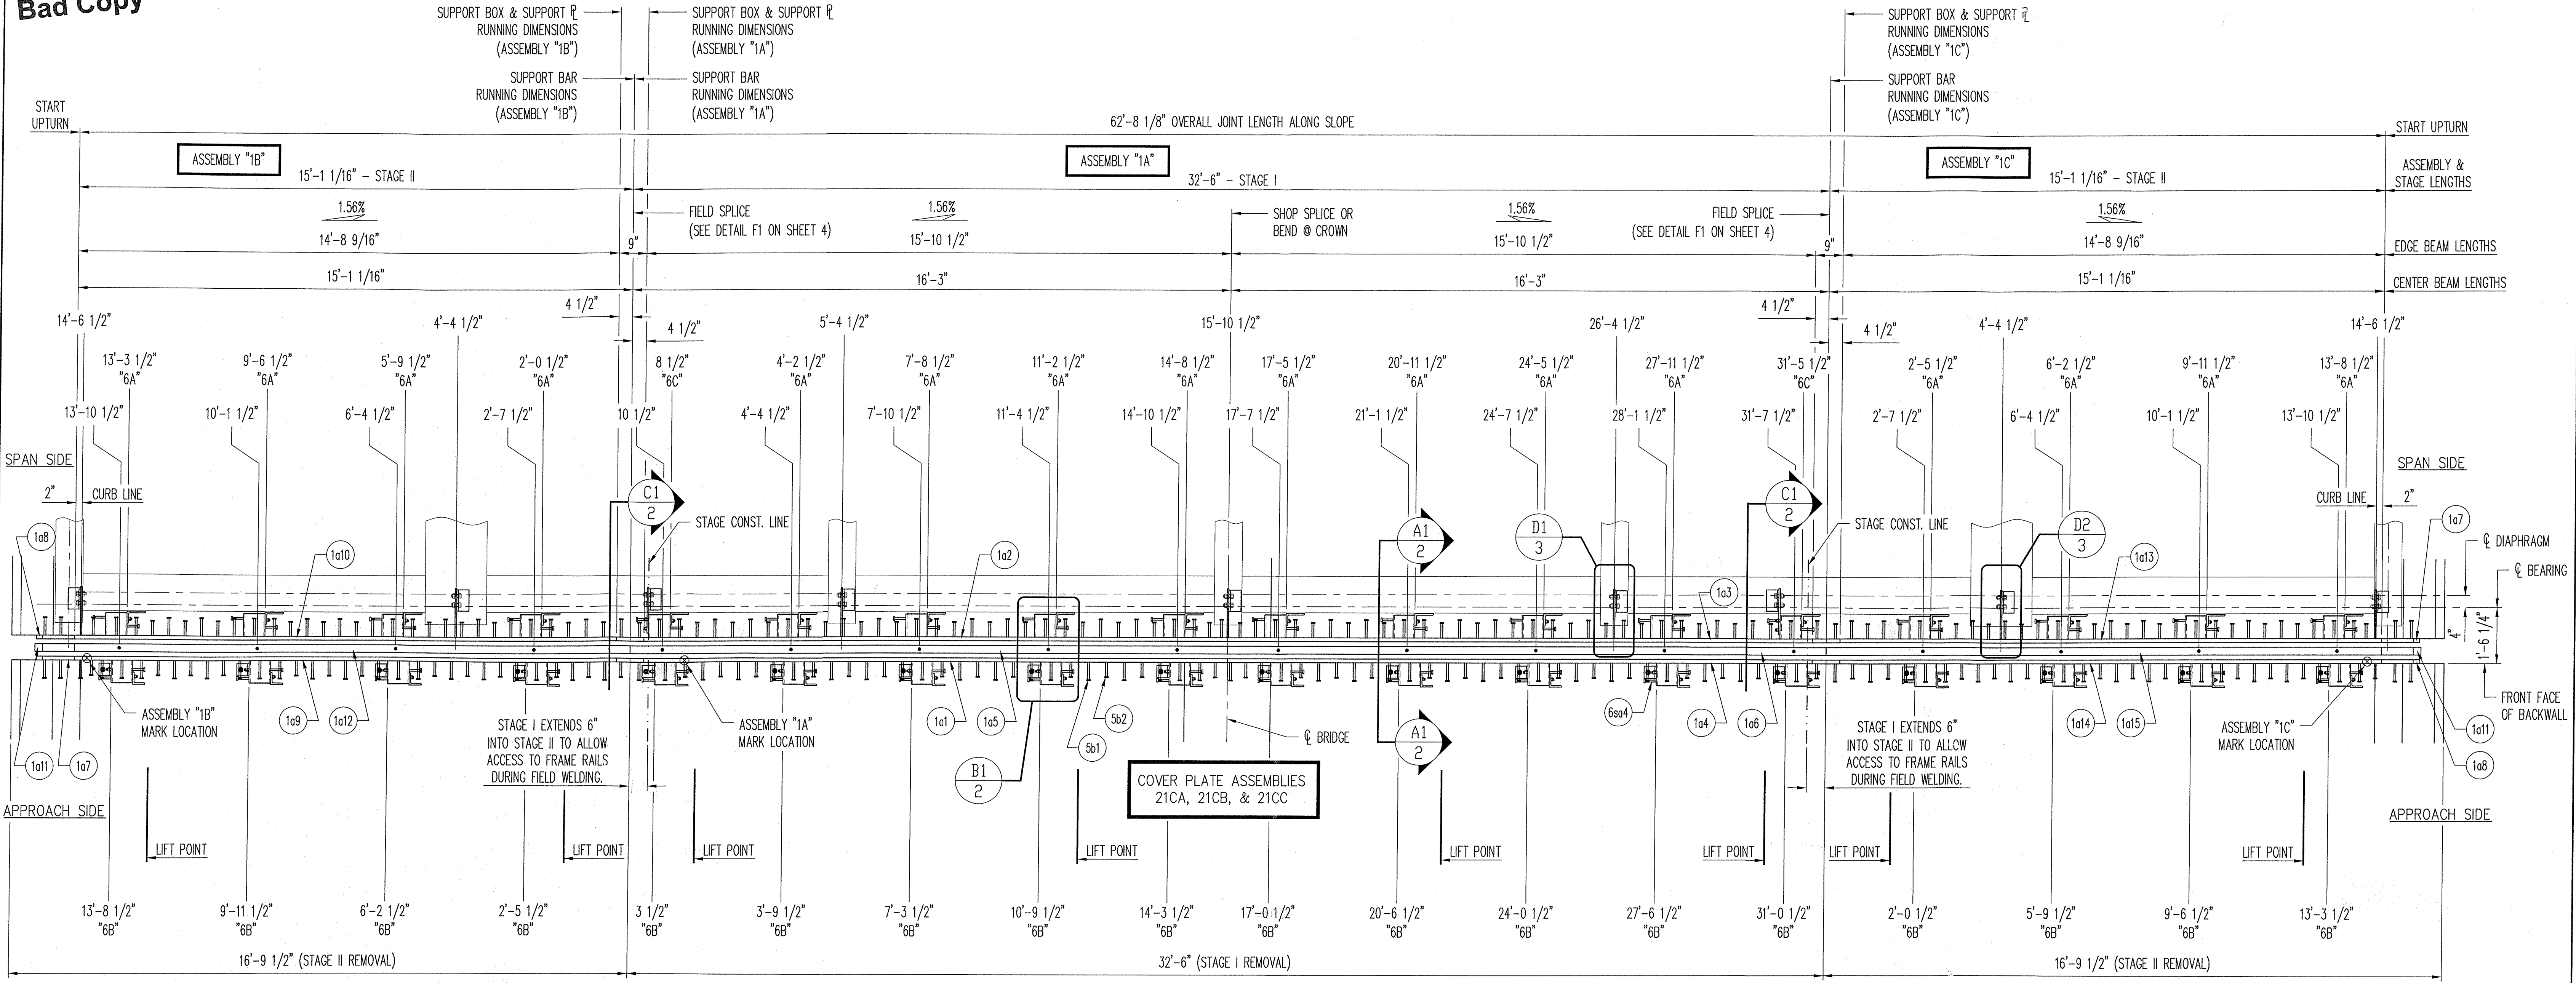 Bad Copy
SUPPORT BOX & SUPPORT ⅊
RUNNING DIMENSIONS
(ASSEMBLY "1B")
SUPPORT BOX & SUPPORT ⅊
RUNNING DIMENSIONS
(ASSEMBLY "1A")
SUPPORT BOX & SUPPORT ⅊
RUNNING DIMENSIONS
(ASSEMBLY "1C")
SUPPORT BAR
RUNNING DIMENSIONS
(ASSEMBLY "1B")
SUPPORT BAR
RUNNING DIMENSIONS
(ASSEMBLY "1A")
SUPPORT BAR
RUNNING DIMENSIONS
(ASSEMBLY "1C")
START
UPTURN
62'-8 1/8" OVERALL JOINT LENGTH ALONG SLOPE
START UPTURN
ASSEMBLY "1B"
ASSEMBLY "1A"
ASSEMBLY "1C"
15'-1 1/16" - STAGE II
32'-6" - STAGE I
15'-1 1/16" - STAGE II
ASSEMBLY &
STAGE LENGTHS
1.56%
FIELD SPLICE
(SEE DETAIL F1 ON SHEET 4)
1.56%
SHOP SPLICE OR
BEND @ CROWN
1.56%
FIELD SPLICE
(SEE DETAIL F1 ON SHEET 4)
1.56%
14'-8 9/16"
9"
15'-10 1/2"
15'-10 1/2"
9"
14'-8 9/16"
EDGE BEAM LENGTHS
15'-1 1/16"
16'-3"
16'-3"
15'-1 1/16"
CENTER BEAM LENGTHS
4 1/2"
4 1/2"
4 1/2"
4 1/2"
14'-6 1/2"
4'-4 1/2"
5'-4 1/2"
15'-10 1/2"
26'-4 1/2"
4'-4 1/2"
14'-6 1/2"
13'-3 1/2"
"6A"
9'-6 1/2"
"6A"
5'-9 1/2"
"6A"
2'-0 1/2"
"6A"
8 1/2"
"6C"
4'-2 1/2"
"6A"
7'-8 1/2"
"6A"
11'-2 1/2"
"6A"
14'-8 1/2"
"6A"
17'-5 1/2"
"6A"
20'-11 1/2"
"6A"
24'-5 1/2"
"6A"
27'-11 1/2"
"6A"
31'-5 1/2"
"6C"
2'-5 1/2"
"6A"
6'-2 1/2"
"6A"
9'-11 1/2"
"6A"
13'-8 1/2"
"6A"
13'-10 1/2"
10'-1 1/2"
6'-4 1/2"
2'-7 1/2"
10 1/2"
4'-4 1/2"
7'-10 1/2"
11'-4 1/2"
14'-10 1/2"
17'-7 1/2"
21'-1 1/2"
24'-7 1/2"
28'-1 1/2"
31'-7 1/2"
2'-7 1/2"
6'-4 1/2"
10'-1 1/2"
13'-10 1/2"
SPAN SIDE
SPAN SIDE
2"
CURB LINE
C1
2
STAGE CONST. LINE
A1
2
D1
3
C1
2
STAGE CONST. LINE
D2
3
CURB LINE
2"
1a8
1a10
1a2
1a3
1a13
1a7
℄ DIAPHRAGM
℄ BEARING
4"
1'-6 1/4"
FRONT FACE
OF BACKWALL
ASSEMBLY "1B"
MARK LOCATION
1a9
1a12
STAGE I EXTENDS 6"
INTO STAGE II TO ALLOW
ACCESS TO FRAME RAILS
DURING FIELD WELDING.
ASSEMBLY "1A"
MARK LOCATION
1a1
1a5
5b1
5b2
℄ BRIDGE
A1
2
6sa4
1a4
1a6
STAGE I EXTENDS 6"
INTO STAGE II TO ALLOW
ACCESS TO FRAME RAILS
DURING FIELD WELDING.
1a14
1a15
ASSEMBLY "1C"
MARK LOCATION
1a11
1a8
1a11
1a7
B1
2
COVER PLATE ASSEMBLIES
21CA, 21CB, & 21CC
APPROACH SIDE
APPROACH SIDE
LIFT POINT
LIFT POINT
LIFT POINT
LIFT POINT
LIFT POINT
LIFT POINT
LIFT POINT
LIFT POINT
13'-8 1/2"
"6B"
9'-11 1/2"
"6B"
6'-2 1/2"
"6B"
2'-5 1/2"
"6B"
3 1/2"
"6B"
3'-9 1/2"
"6B"
7'-3 1/2"
"6B"
10'-9 1/2"
"6B"
14'-3 1/2"
"6B"
17'-0 1/2"
"6B"
20'-6 1/2"
"6B"
24'-0 1/2"
"6B"
27'-6 1/2"
"6B"
31'-0 1/2"
"6B"
2'-0 1/2"
"6B"
5'-9 1/2"
"6B"
9'-6 1/2"
"6B"
13'-3 1/2"
"6B"
16'-9 1/2" (STAGE II REMOVAL)
32'-6" (STAGE I REMOVAL)
16'-9 1/2" (STAGE II REMOVAL)